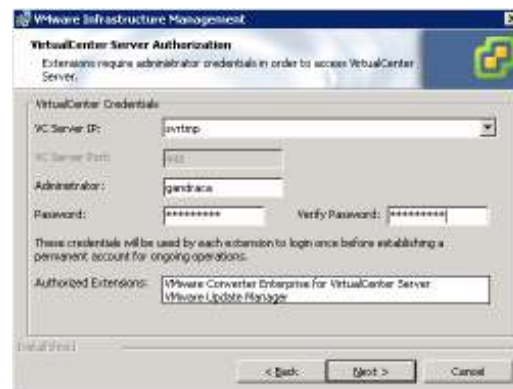 VMware Infrastructure Management
VirtualCenter Server Authorization
Extensions require administrator credentials in order to access VirtualCenter
Server.
VirtualCenter Credentials
VC Server IP: svrtmp
VC Server Port: 443
Administrator: gandraca
Password: ********* Verify Password: *********
These credentials will be used by each extension to login once before establishing a
permanent account for ongoing operations.
Authorized Extensions: VMware Converter Enterprise for VirtualCenter Server
VMware Update Manager
InstallShield
< Back Next > Cancel